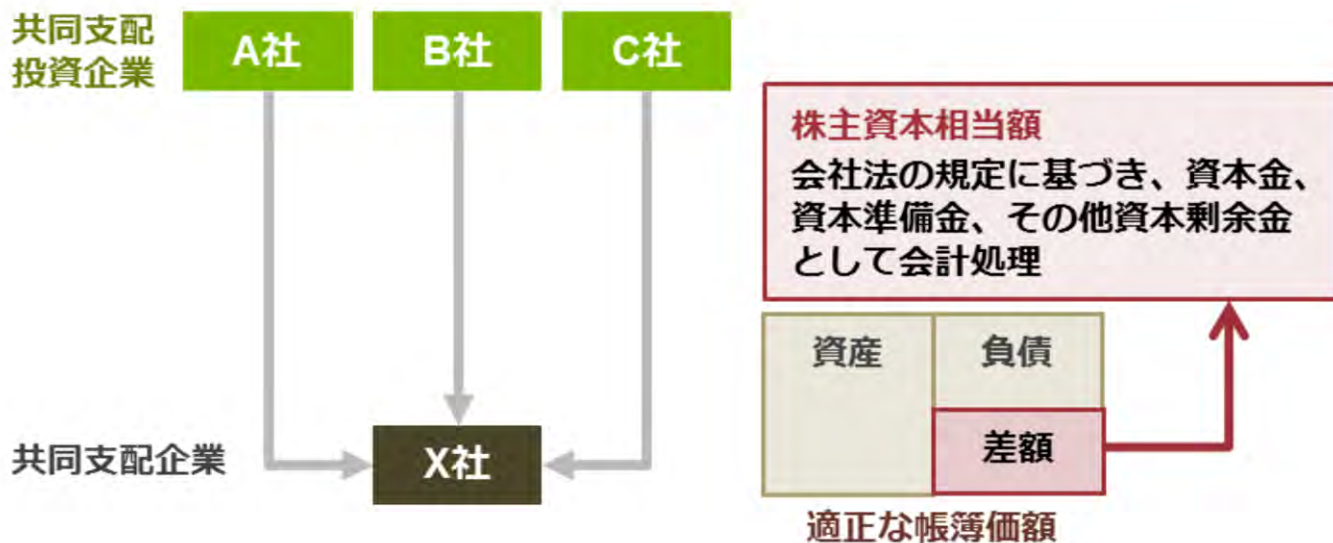 共同支配
投資企業
A社
B社
C社
共同支配企業
X社
株主資本相当額
会社法の規定に基づき、資本金、
資本準備金、その他資本剰余金
として会計処理
資産
負債
差額
適正な帳簿価額